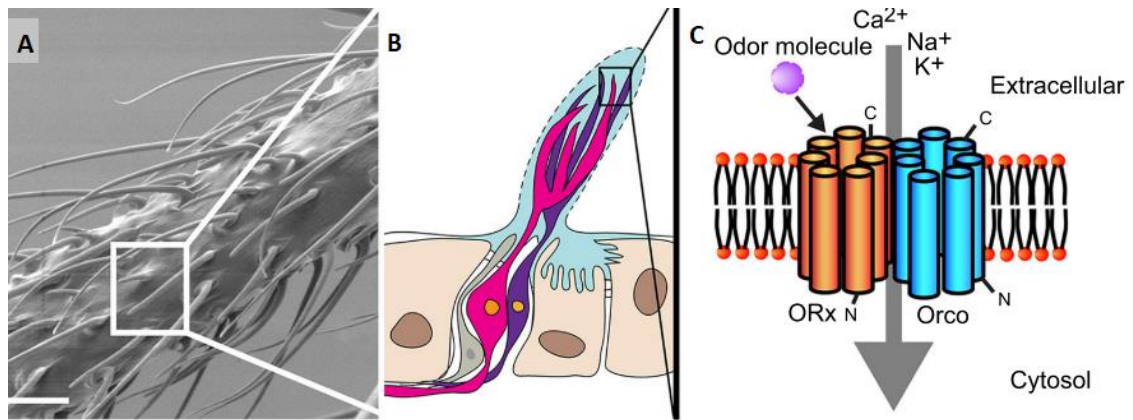 A
B
C
Ca2+
Na+
K+
Odor molecule
Extracellular
C
C
N
ORx N
Orco
Cytosol